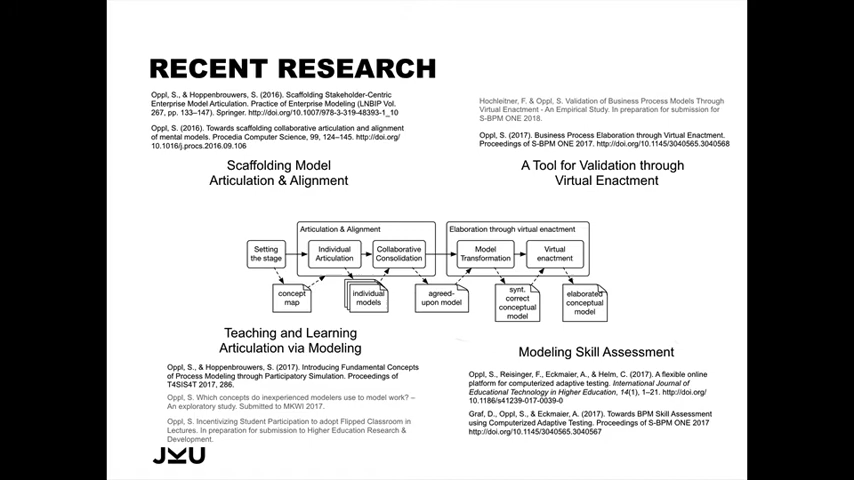 RECENT RESEARCH
Oppl, S., & Hoppenbrouwers, S. (2016). Scaffolding Stakeholder-Centric
Enterprise Model Articulation. Practice of Enterprise Modeling (LNBIP Vol.
267, pp. 133–147). Springer. http://doi.org/10.1007/978-3-319-48393-1_10
Oppl, S. (2016). Towards scaffolding collaborative articulation and alignment
of mental models. Procedia Computer Science, 99, 124–145. http://doi.org/
10.1016/j.procs.2016.09.106
Scaffolding Model
Articulation & Alignment
Hochleitner, F. & Oppl, S. Validation of Business Process Models Through
Virtual Enactment - An Empirical Study. In preparation for submission for
S-BPM ONE 2018.
Oppl, S. (2017). Business Process Elaboration through Virtual Enactment.
Proceedings of S-BPM ONE 2017. http://doi.org/10.1145/3040565.3040568
A Tool for Validation through
Virtual Enactment
Articulation & Alignment
Elaboration through virtual enactment
Setting
the stage
Individual
Articulation
Collaborative
Consolidation
Model
Transformation
Virtual
enactment
concept
map
individual
models
agreed-
upon model
synt.
correct
conceptual
model
elaborated
conceptual
model
Teaching and Learning
Articulation via Modeling
Oppl, S., & Hoppenbrouwers, S. (2017). Introducing Fundamental Concepts
of Process Modeling through Participatory Simulation. Proceedings of
T4SIS4T 2017, 286.
Oppl, S. Which concepts do inexperienced modelers use to model work? –
An exploratory study. Submitted to MKWI 2017.
Oppl, S. Incentivizing Student Participation to adopt Flipped Classroom in
Lectures. In preparation for submission to Higher Education Research &
Development.
Modeling Skill Assessment
Oppl, S., Reisinger, F., Eckmaier, A., & Helm, C. (2017). A flexible online
platform for computerized adaptive testing. International Journal of
Educational Technology in Higher Education, 14(1), 1–21. http://doi.org/
10.1186/s41239-017-0039-0
Graf, D., Oppl, S., & Eckmaier, A. (2017). Towards BPM Skill Assessment
using Computerized Adaptive Testing. Proceedings of S-BPM ONE 2017
http://doi.org/10.1145/3040565.3040567
JKU